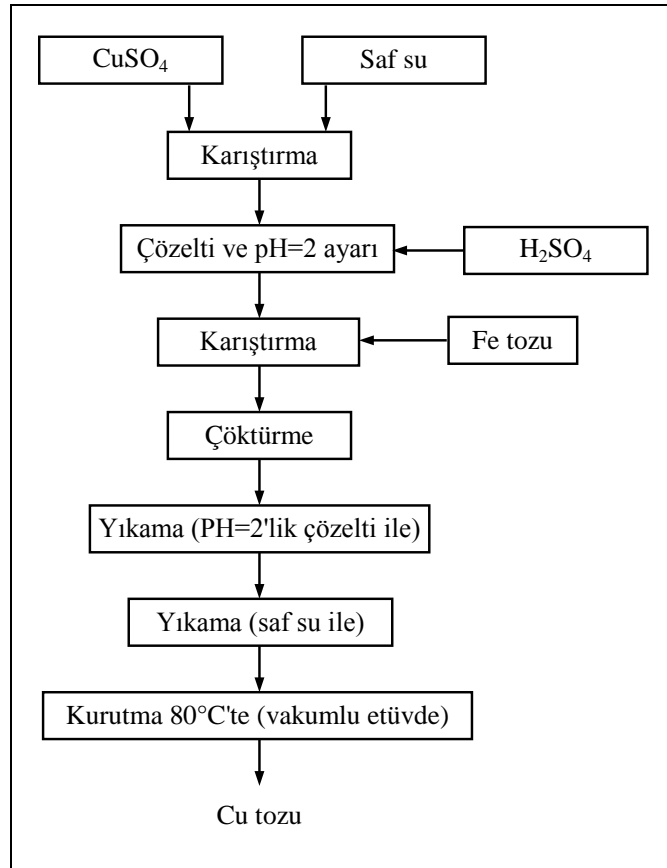 CuSO₄
Saf su
Karıştırma
Çözelti ve pH=2 ayarı
H₂SO₄
Karıştırma
Fe tozu
Çöktürme
Yıkama (PH=2'lik çözelti ile)
Yıkama (saf su ile)
Kurutma 80°C'te (vakumlu etüvde)
Cu tozu